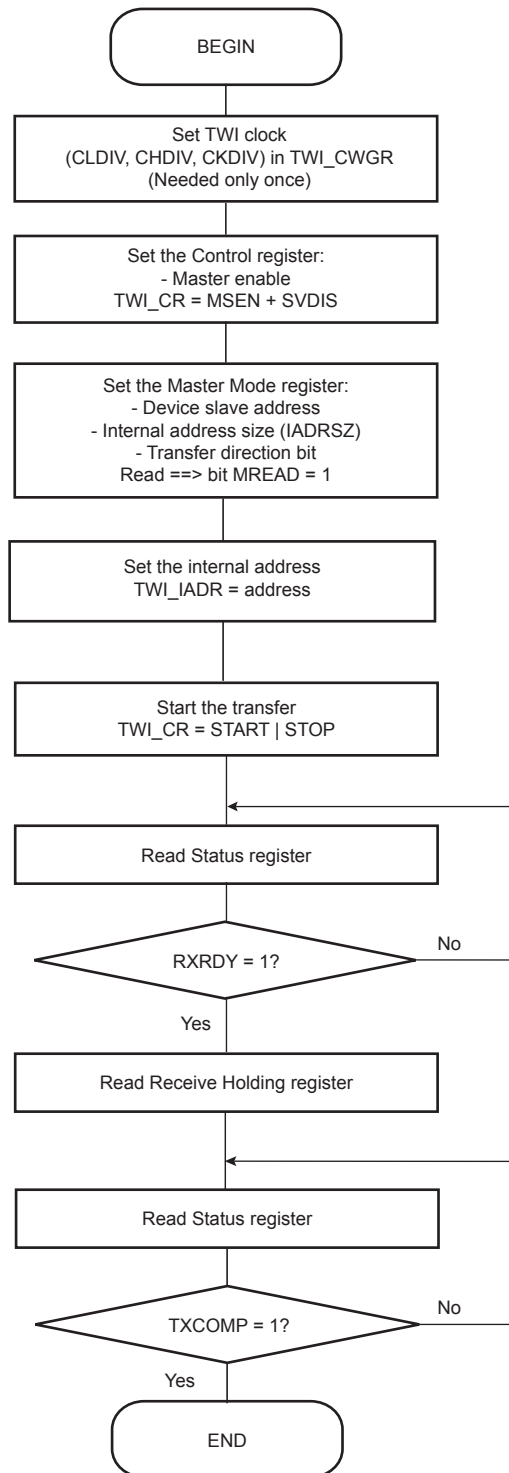 BEGIN
Set TWI clock
(CLDIV, CHDIV, CKDIV) in TWI_CWGR
(Needed only once)
Set the Control register:
- Master enable
TWI_CR = MSEN + SVDIS
Set the Master Mode register:
- Device slave address
- Internal address size (IADRSZ)
- Transfer direction bit
Read ==> bit MREAD = 1
Set the internal address
TWI_IADR = address
Start the transfer
TWI_CR = START | STOP
Read Status register
RXRDY = 1?
No
Yes
Read Receive Holding register
Read Status register
TXCOMP = 1?
No
Yes
END